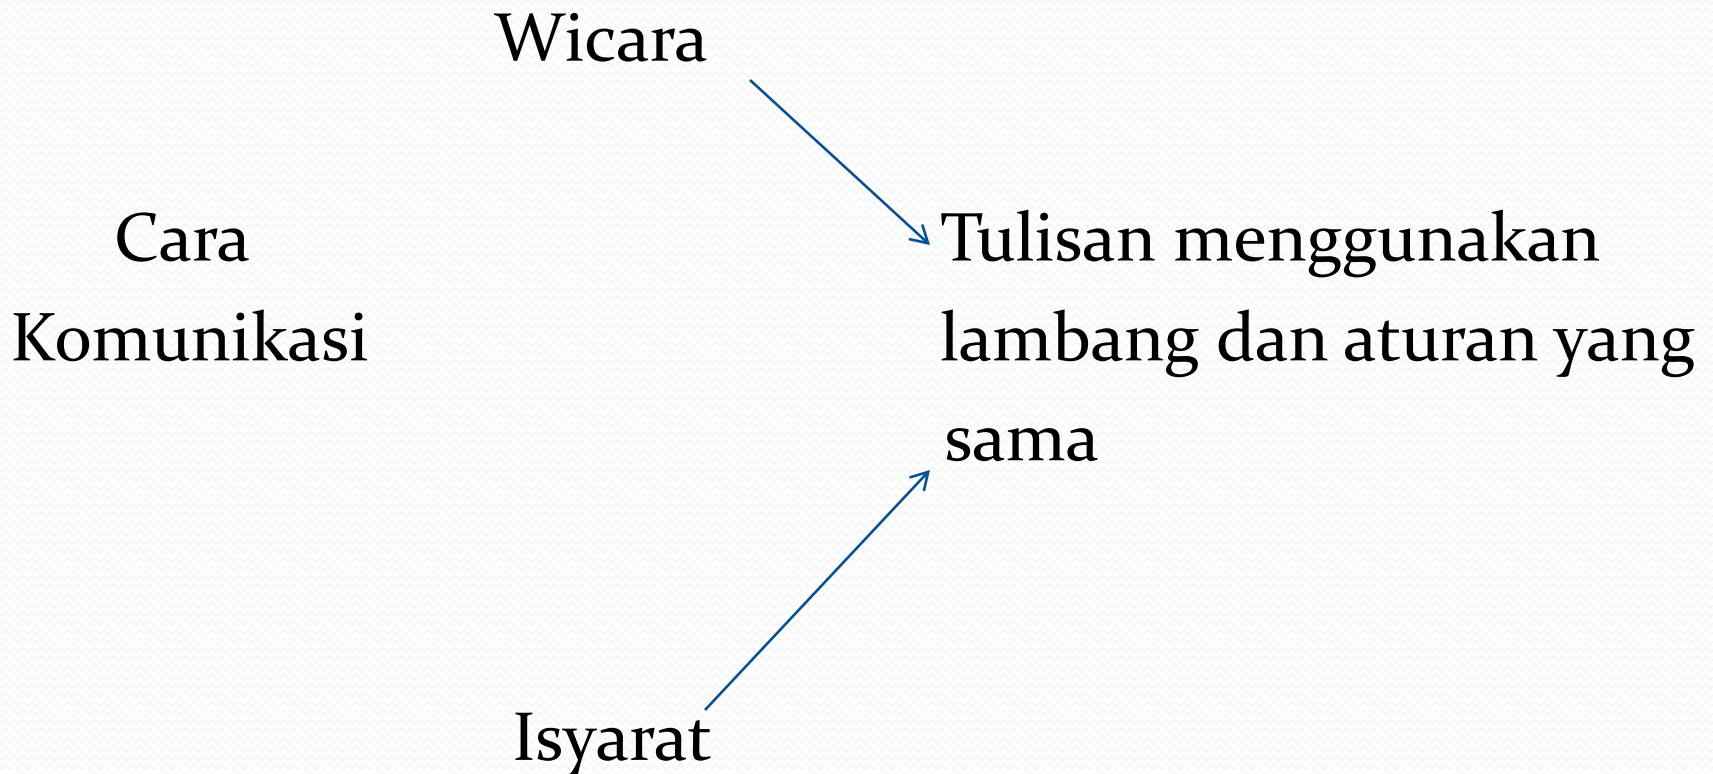 Wicara
Cara
Komunikasi
Tulisan menggunakan
lambang dan aturan yang
sama
Isyarat